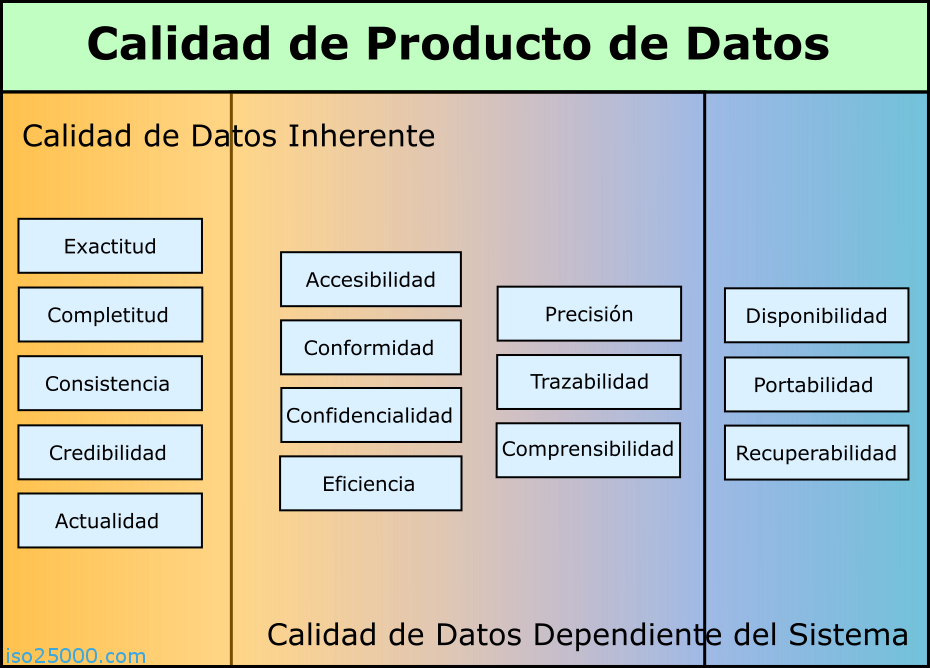 Calidad de Producto de Datos
Calidad de Datos Inherente
Exactitud
Completitud
Consistencia
Credibilidad
Actualidad
Accesibilidad
Conformidad
Confidencialidad
Eficiencia
Precisión
Trazabilidad
Comprensibilidad
Disponibilidad
Portabilidad
Recuperabilidad
Calidad de Datos Dependiente del Sistema
iso25000.com